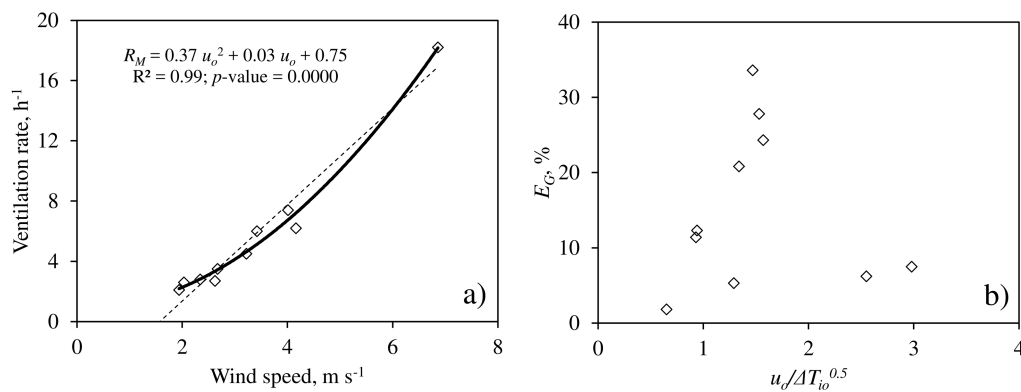 20
16
12
8
4
0
Ventilation rate, h⁻¹
R_M = 0.37 u_o² + 0.03 u_o + 0.75
R² = 0.99; p-value = 0.0000
a)
0 2 4 6 8
Wind speed, m s⁻¹
40
30
20
10
0
E_G, %
b)
0 1 2 3 4
u_o/ΔT_io^0.5